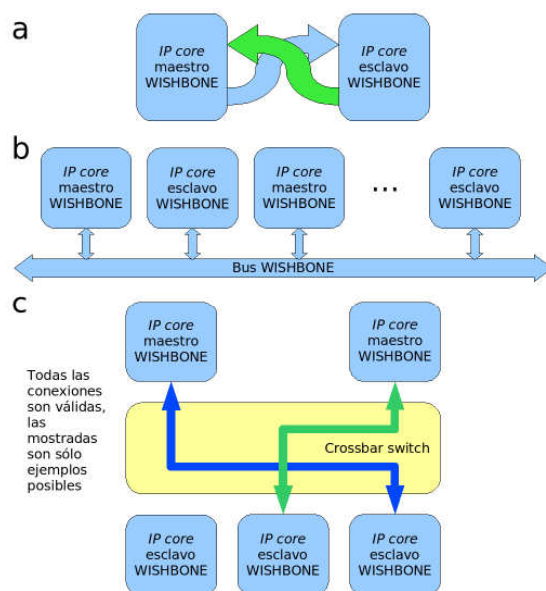 a
IP core
maestro
WISHBONE
IP core
esclavo
WISHBONE
b
IP core
maestro
WISHBONE
IP core
esclavo
WISHBONE
IP core
maestro
WISHBONE
...
IP core
esclavo
WISHBONE
Bus WISHBONE
c
IP core
maestro
WISHBONE
IP core
maestro
WISHBONE
Todas las
conexiones
son válidas,
las
mostradas
son sólo
ejemplos
posibles
Crossbar switch
IP core
esclavo
WISHBONE
IP core
esclavo
WISHBONE
IP core
esclavo
WISHBONE